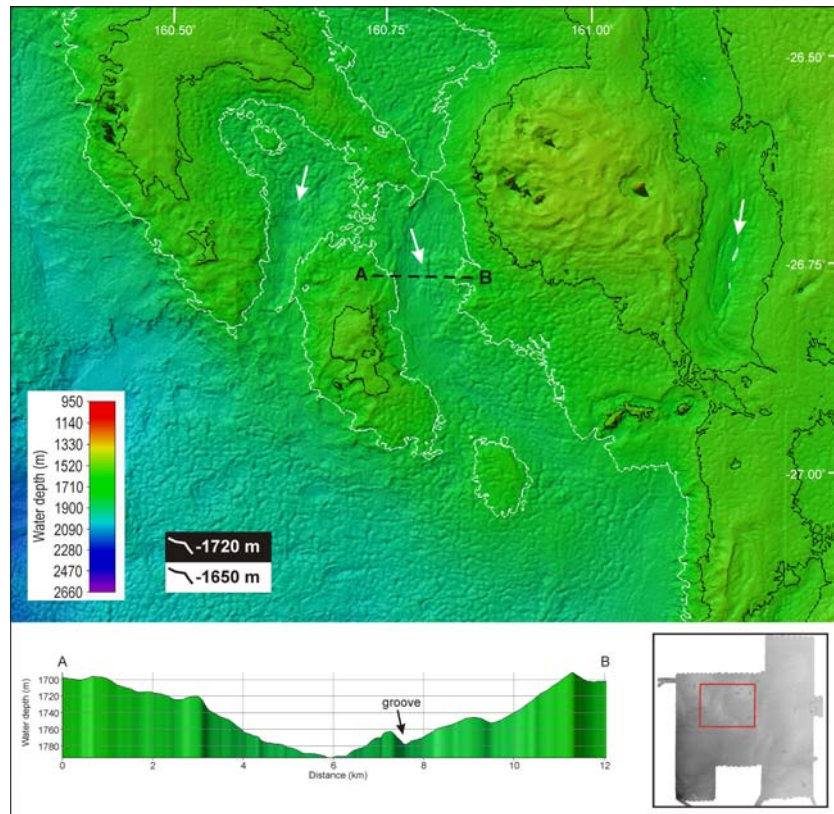 160.50° 160.75° 161.00°
-26.50°
A B
-26.75°
-27.00°
Water depth (m)
950
1140
1330
1520
1710
1900
2090
2280
2470
2660
-1720 m
-1650 m
A B
Water depth (m)
1700
1720
1740
1760
1780
groove
0 2 4 6 8 10 12
Distance (km)